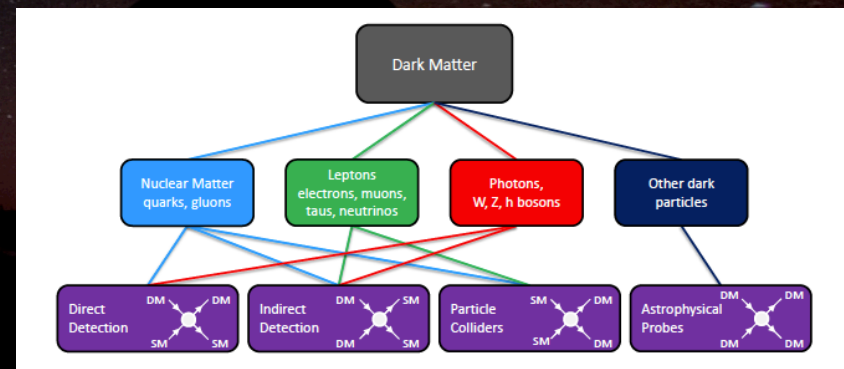 Dark Matter
Nuclear Matter
quarks, gluons
Leptons
electrons, muons,
taus, neutrinos
Photons,
W, Z, h bosons
Other dark
particles
Direct
Detection
DM
DM
SM
SM
Indirect
Detection
DM
SM
DM
SM
Particle
Colliders
SM
DM
SM
DM
Astrophysical
Probes
DM
DM
DM
DM